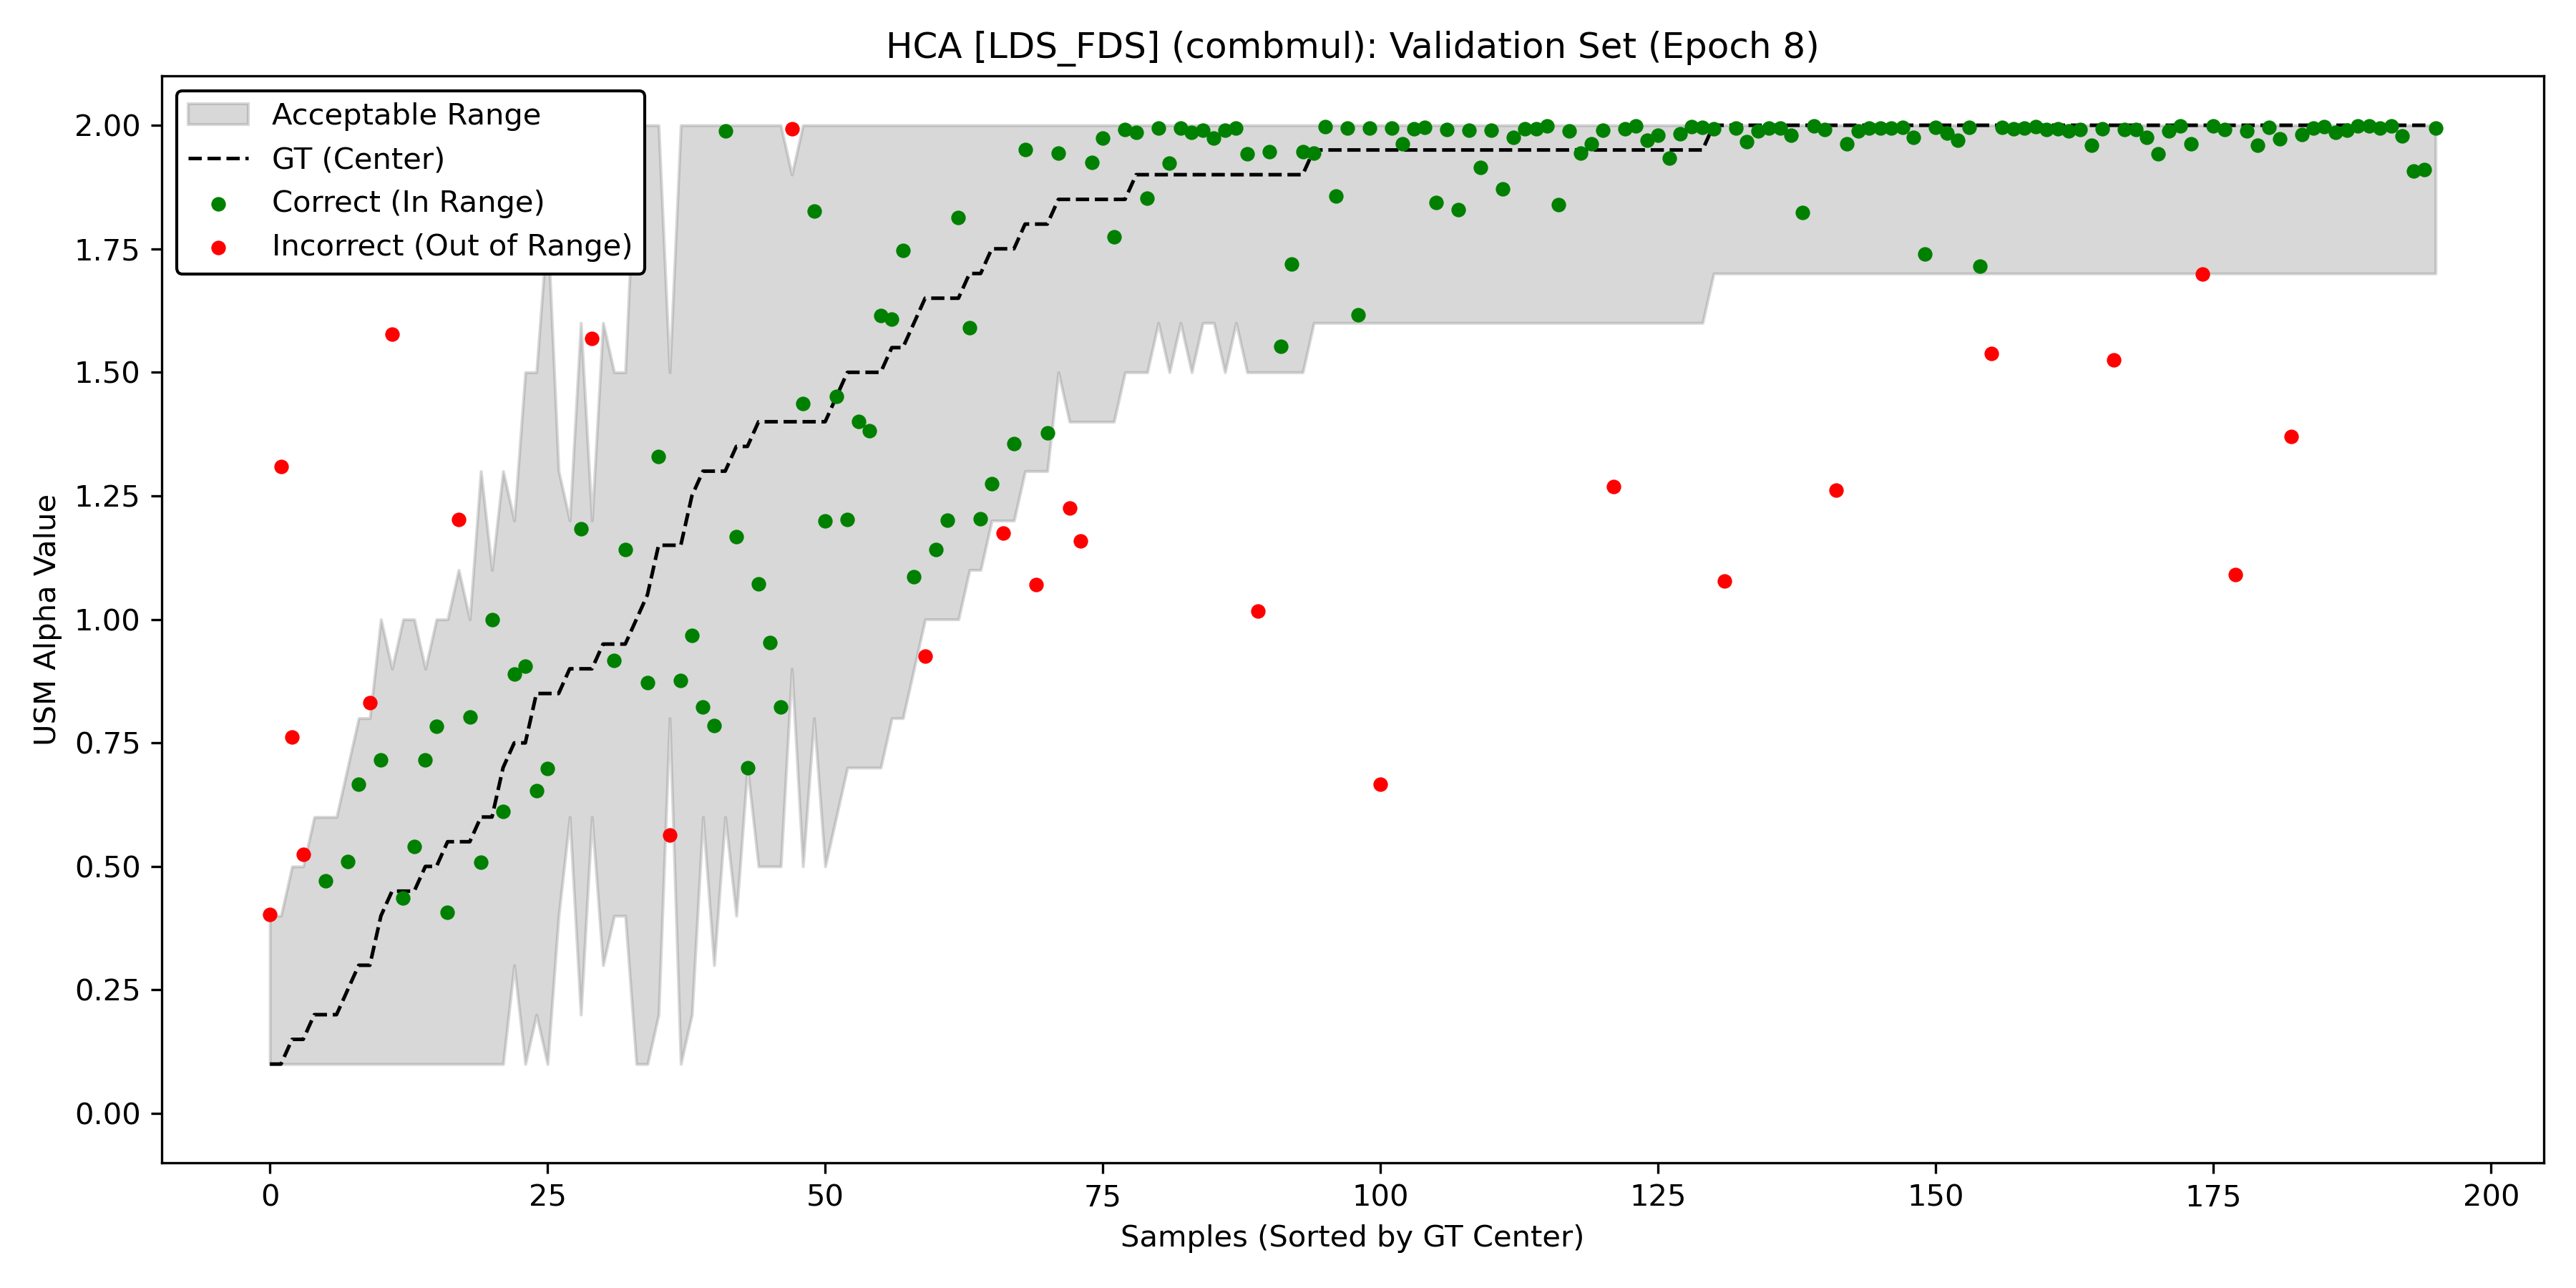 HCA [LDS_FDS] (combmul): Validation Set (Epoch 8)
Acceptable Range
GT (Center)
Correct (In Range)
Incorrect (Out of Range)
USM Alpha Value
2.00
1.75
1.50
1.25
1.00
0.75
0.50
0.25
0.00
0 25 50 75 100 125 150 175 200
Samples (Sorted by GT Center)